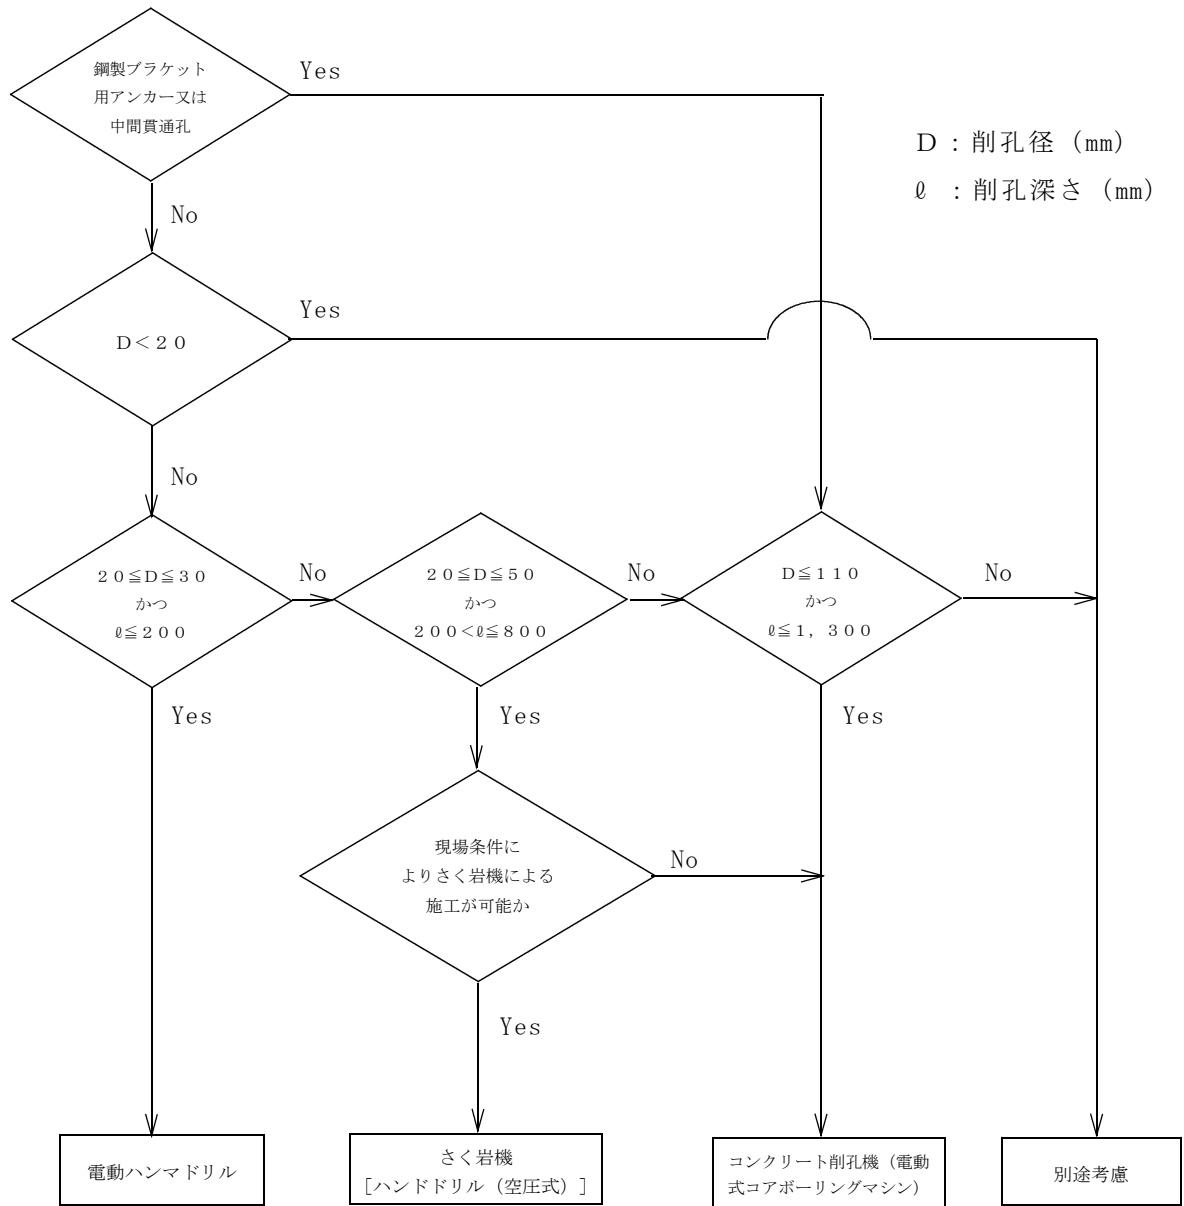 鋼製ブラケット
用アンカー又は
中間貫通孔
Yes
D：削孔径（mm）
ℓ ：削孔深さ（mm）
No
D＜２０
Yes
No
２０≦D≦３０
かつ
ℓ≦２００
No
２０≦D≦５０
かつ
２００＜ℓ≦８００
No
D≦１１０
かつ
ℓ≦１，３００
No
Yes
Yes
Yes
現場条件に
よりさく岩機による
施工が可能か
No
Yes
電動ハンマドリル
さく岩機
［ハンドドリル（空圧式）］
コンクリート削孔機（電動
式コアボーリングマシン）
別途考慮